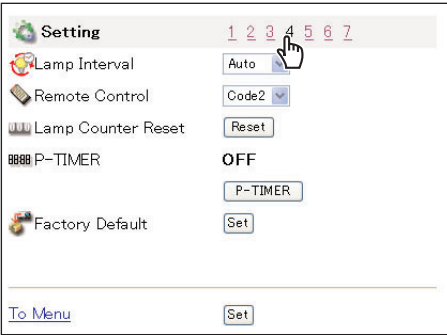 Setting 1 2 3 4 5 6 7
Lamp Interval Auto
Remote Control Code2
Lamp Counter Reset Reset
P-TIMER OFF
P-TIMER
Factory Default Set
To Menu Set